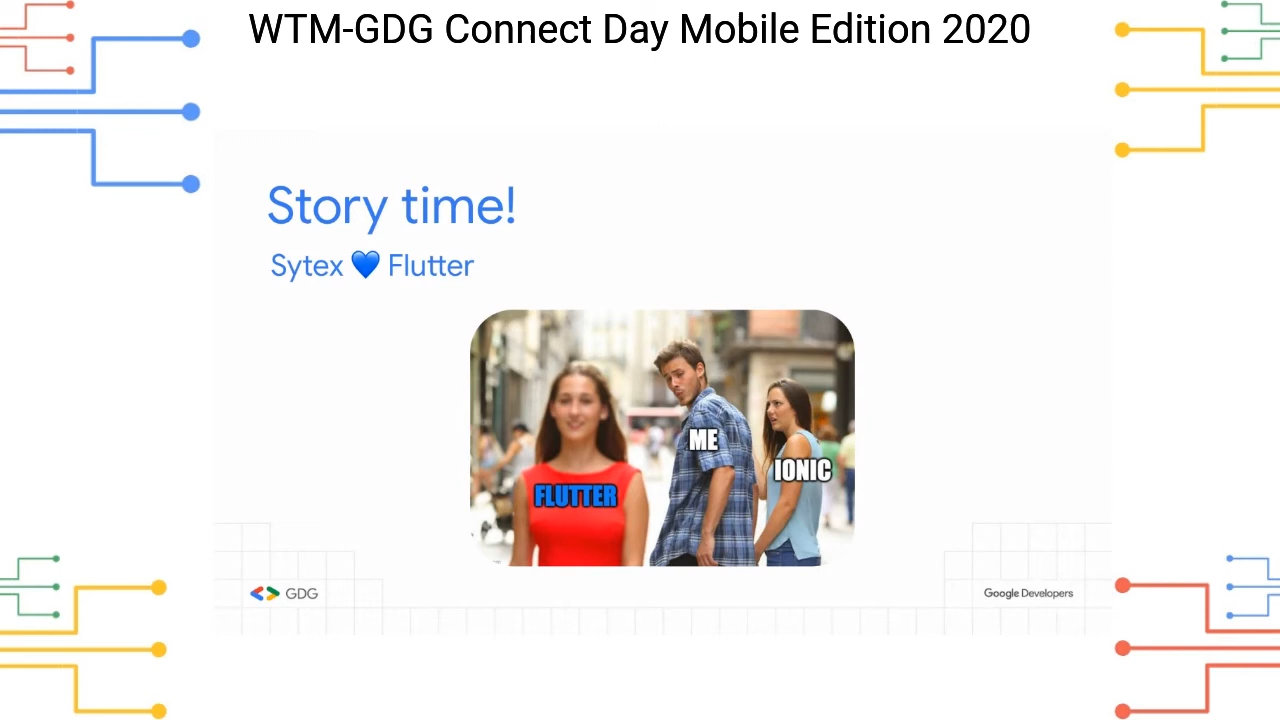 WTM-GDG Connect Day Mobile Edition 2020
Story time!
Sytex 💙 Flutter
ME
IONIC
FLUTTER
GDG
Google Developers